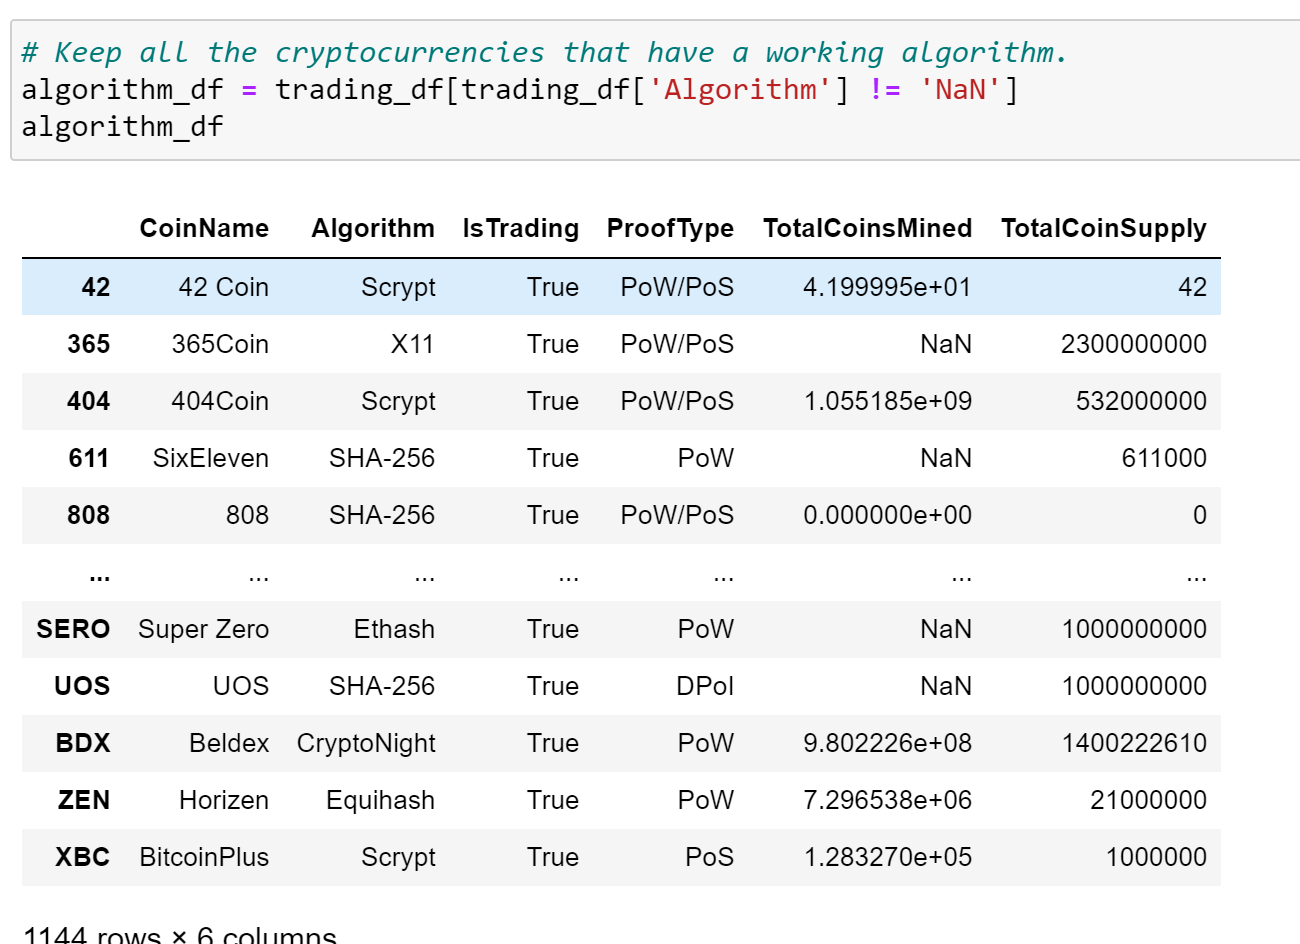 # Keep all the cryptocurrencies that have a working algorithm.
algorithm_df = trading_df[trading_df['Algorithm'] != 'NaN']
algorithm_df
CoinName Algorithm IsTrading ProofType TotalCoinsMined TotalCoinSupply
42 42 Coin Scrypt True PoW/PoS 4.199995e+01 42
365 365Coin X11 True PoW/PoS NaN 2300000000
404 404Coin Scrypt True PoW/PoS 1.055185e+09 532000000
611 SixEleven SHA-256 True PoW NaN 611000
808 808 SHA-256 True PoW/PoS 0.000000e+00 0
... ... ... ... ... ... ...
SERO Super Zero Ethash True PoW NaN 1000000000
UOS UOS SHA-256 True DPoI NaN 1000000000
BDX Beldex CryptoNight True PoW 9.802226e+08 1400222610
ZEN Horizen Equihash True PoW 7.296538e+06 21000000
XBC BitcoinPlus Scrypt True PoS 1.283270e+05 1000000
1144 rows × 6 columns